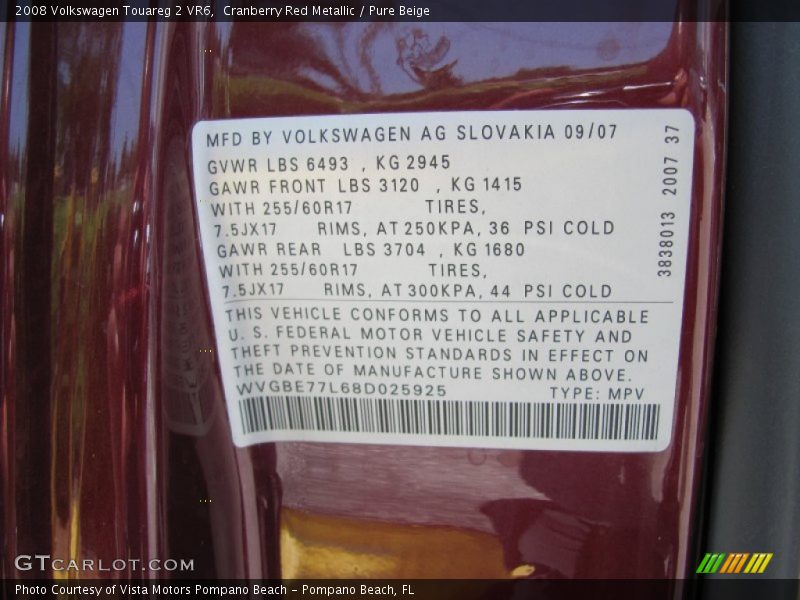 2008 Volkswagen Touareg 2 VR6, Cranberry Red Metallic / Pure Beige
MFD BY VOLKSWAGEN AG SLOVAKIA 09/07
GVWR LBS 6493 , KG 2945
GAWR FRONT LBS 3120 , KG 1415
WITH 255/60R17 TIRES,
7.5JX17 RIMS, AT 250KPA, 36 PSI COLD
GAWR REAR LBS 3704 , KG 1680
WITH 255/60R17 TIRES,
7.5JX17 RIMS, AT 300KPA, 44 PSI COLD
THIS VEHICLE CONFORMS TO ALL APPLICABLE
U. S. FEDERAL MOTOR VEHICLE SAFETY AND
THEFT PREVENTION STANDARDS IN EFFECT ON
THE DATE OF MANUFACTURE SHOWN ABOVE.
WVGBE77L68D025925 TYPE: MPV
3838013 2007 37
GTCARLOT.COM
Photo Courtesy of Vista Motors Pompano Beach - Pompano Beach, FL